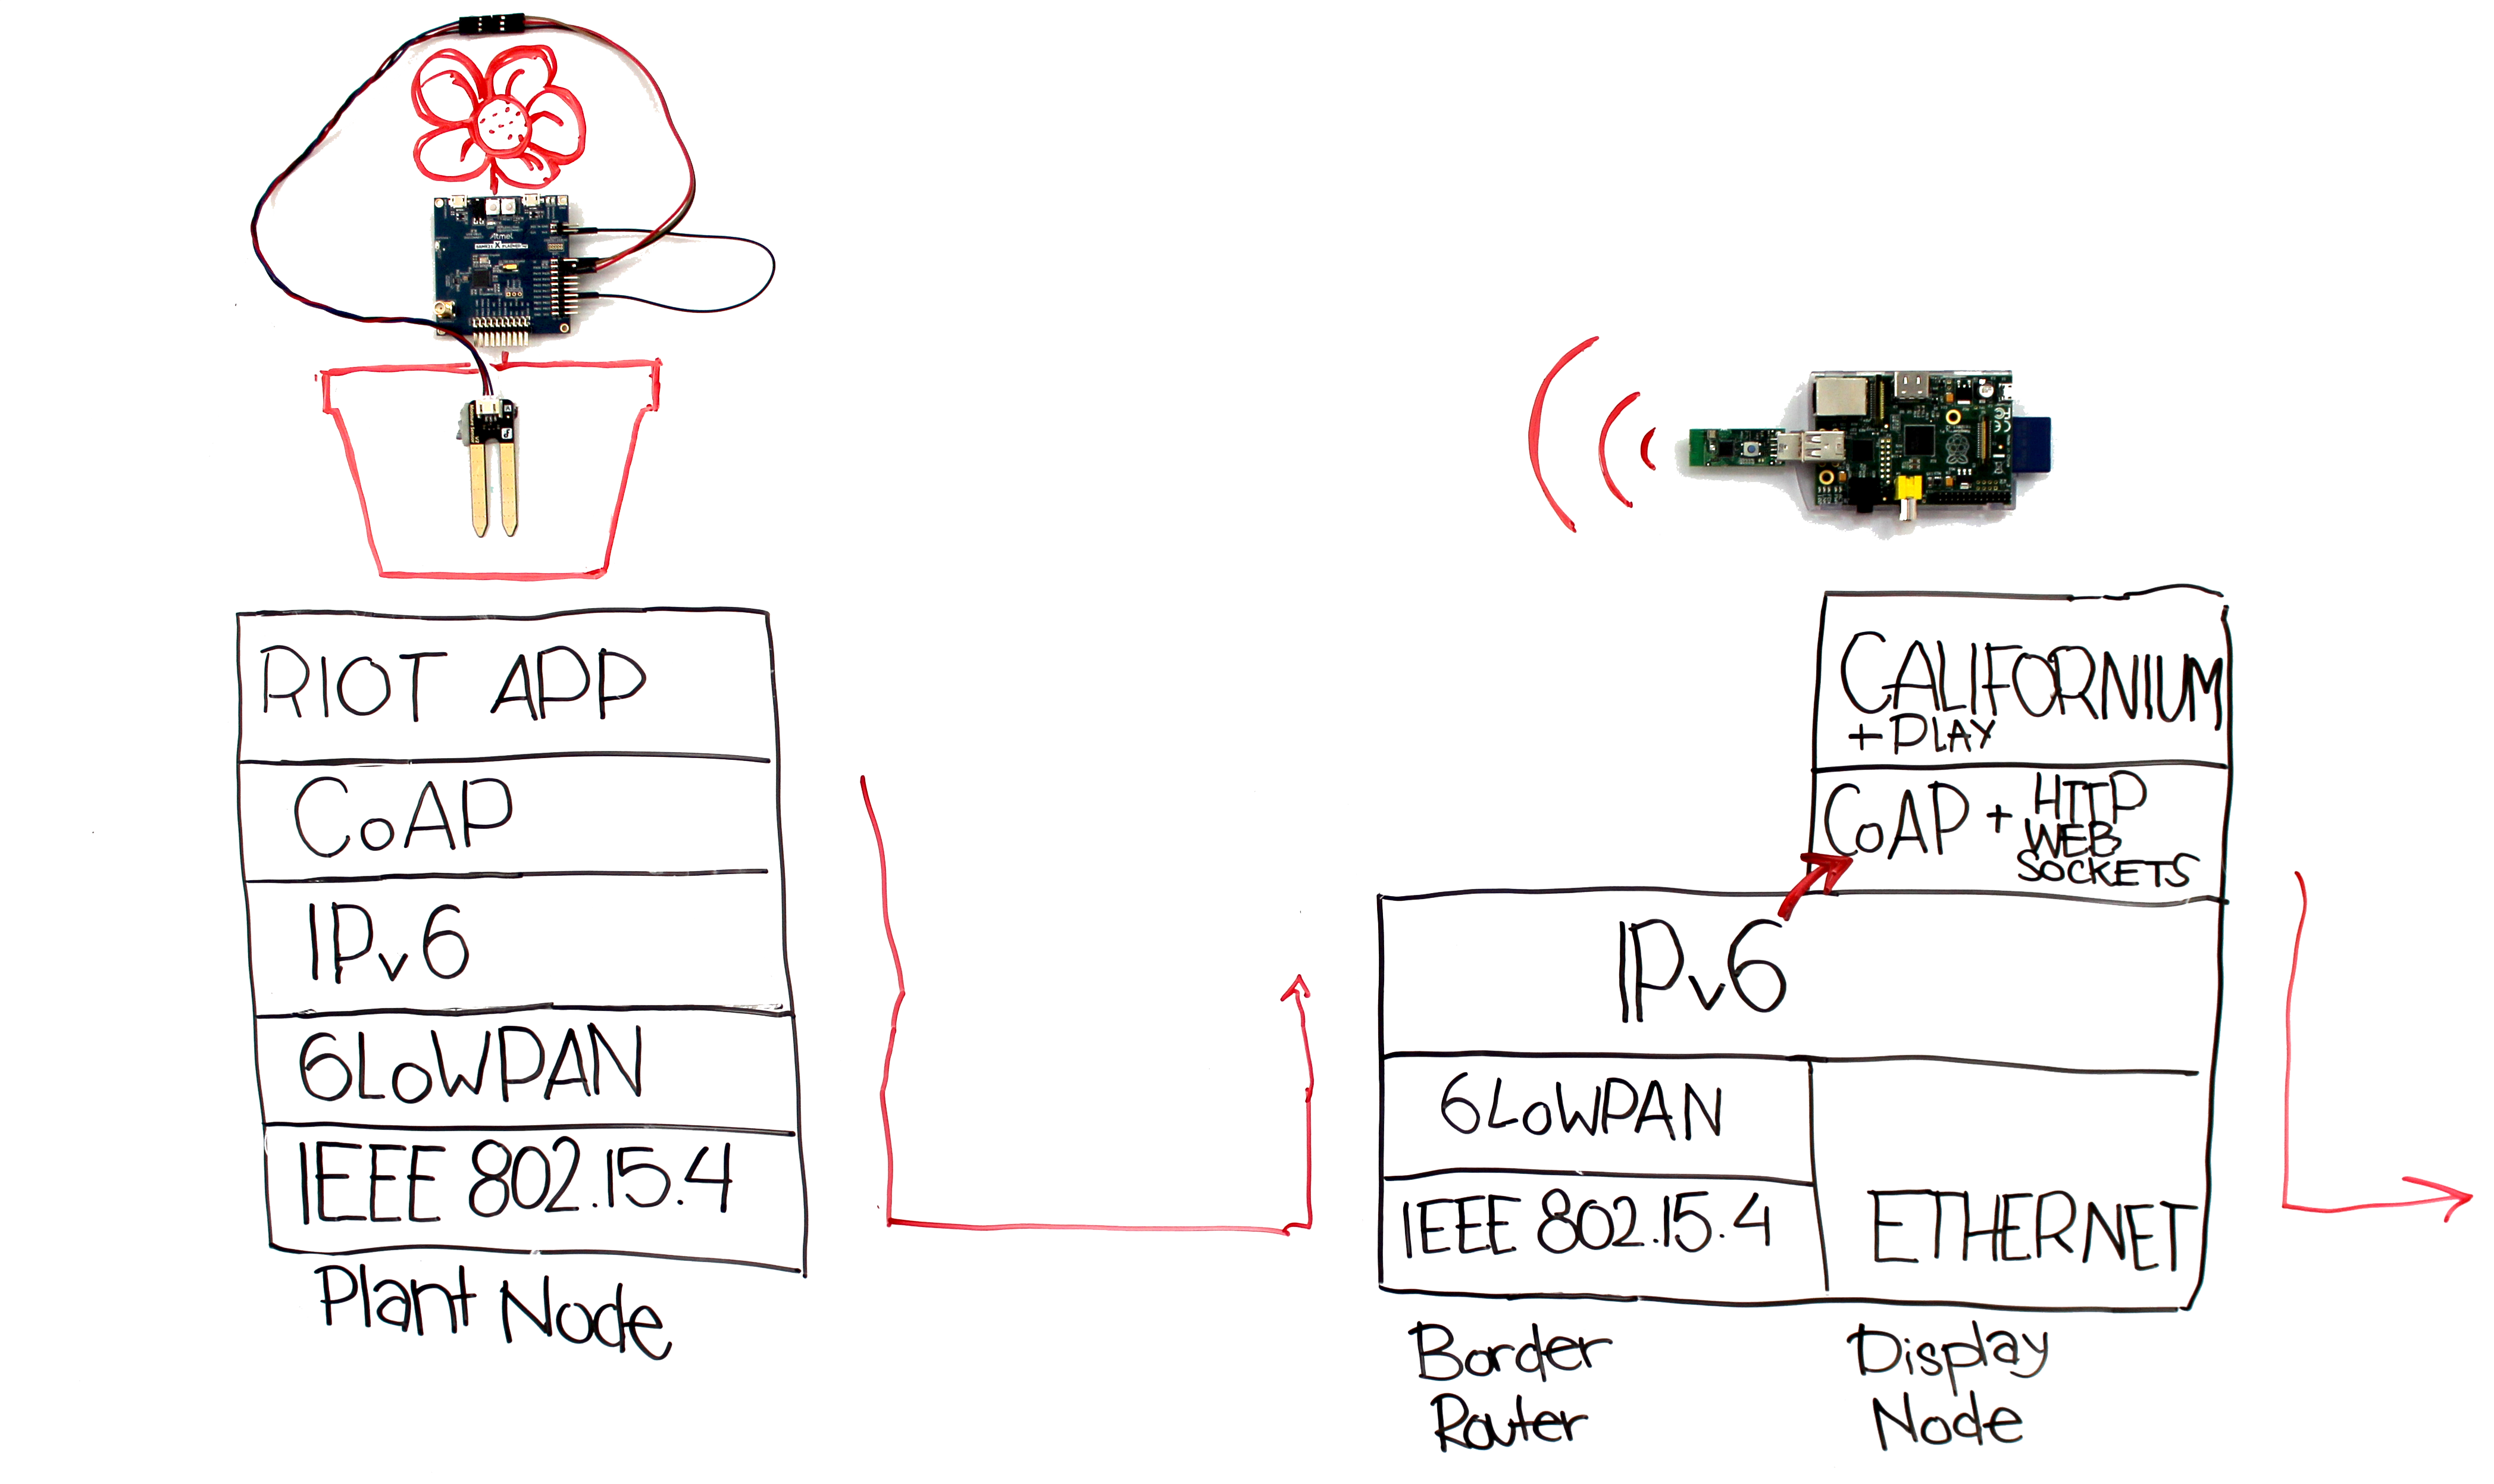 Atmel
RIOT APP
CoAP
IPv6
6LoWPAN
IEEE 802.15.4
Plant Node
CALIFORNIUM
+ PLAY
CoAP + HTTP
WEB
SOCKETS
IPv6
6LoWPAN
IEEE 802.15.4
ETHERNET
Border
Router
Display
Node